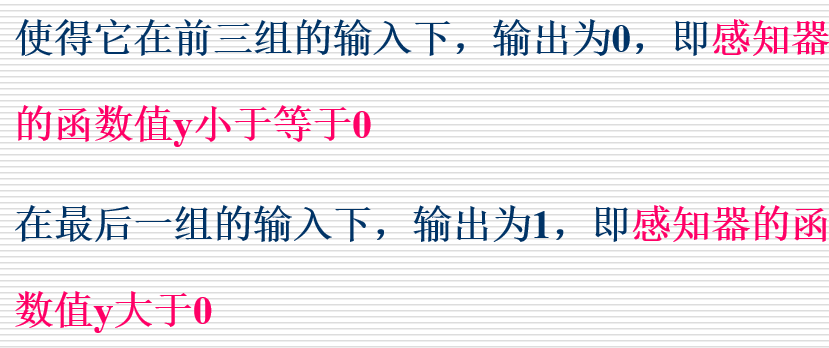 使得它在前三组的输入下，输出为0，即感知器
的函数值y小于等于0
在最后一组的输入下，输出为1，即感知器的函
数值y大于0